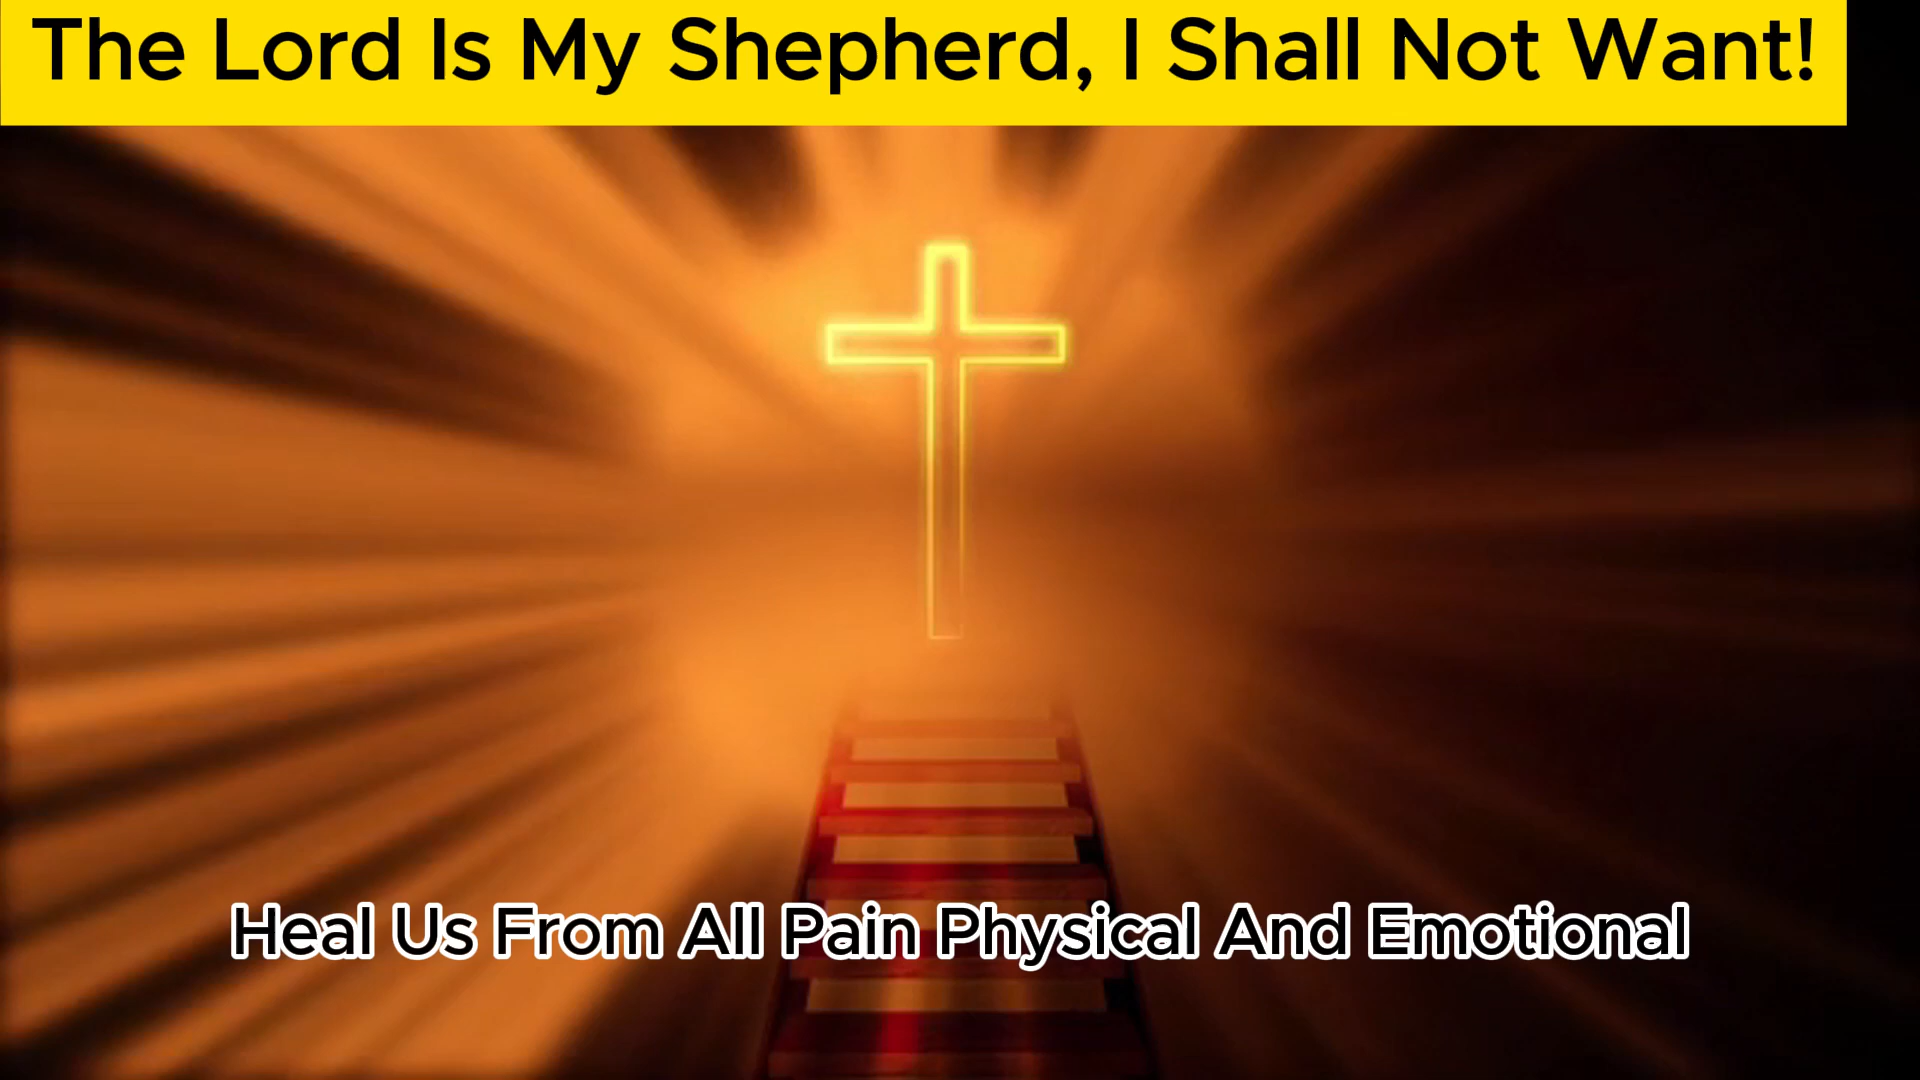 The Lord Is My Shepherd, I Shall Not Want!
Heal Us From All Pain Physical And Emotional